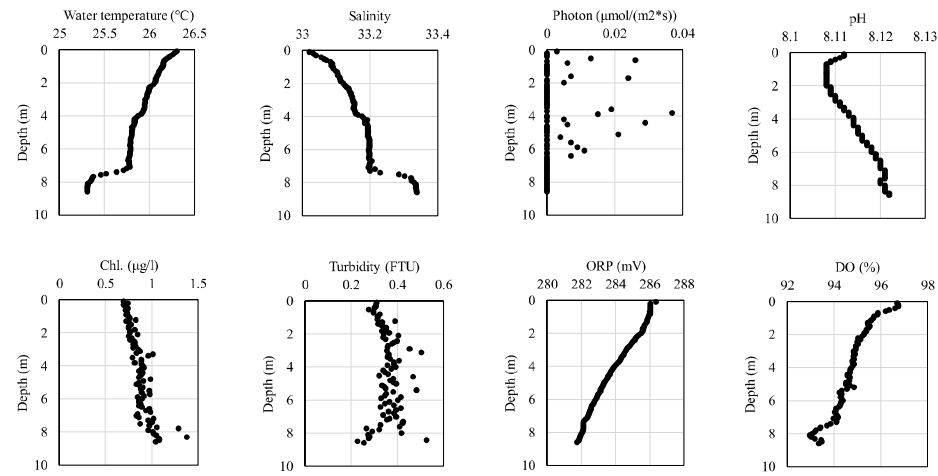 Water temperature (℃)
25 25.5 26 26.5
0
2
4
6
8
10
Depth (m)
Salinity
33 33.2 33.4
0
2
4
6
8
10
Depth (m)
Photon (μmol/(m2*s))
0 0.02 0.04
0
2
4
6
8
10
Depth (m)
pH
8.1 8.11 8.12 8.13
0
2
4
6
8
10
Depth (m)
Chl. (μg/l)
0 0.5 1 1.5
0
2
4
6
8
10
Depth (m)
Turbidity (FTU)
0 0.2 0.4 0.6
0
2
4
6
8
10
Depth (m)
ORP (mV)
280 282 284 286 288
0
2
4
6
8
10
Depth (m)
DO (%)
92 94 96 98
0
2
4
6
8
10
Depth (m)